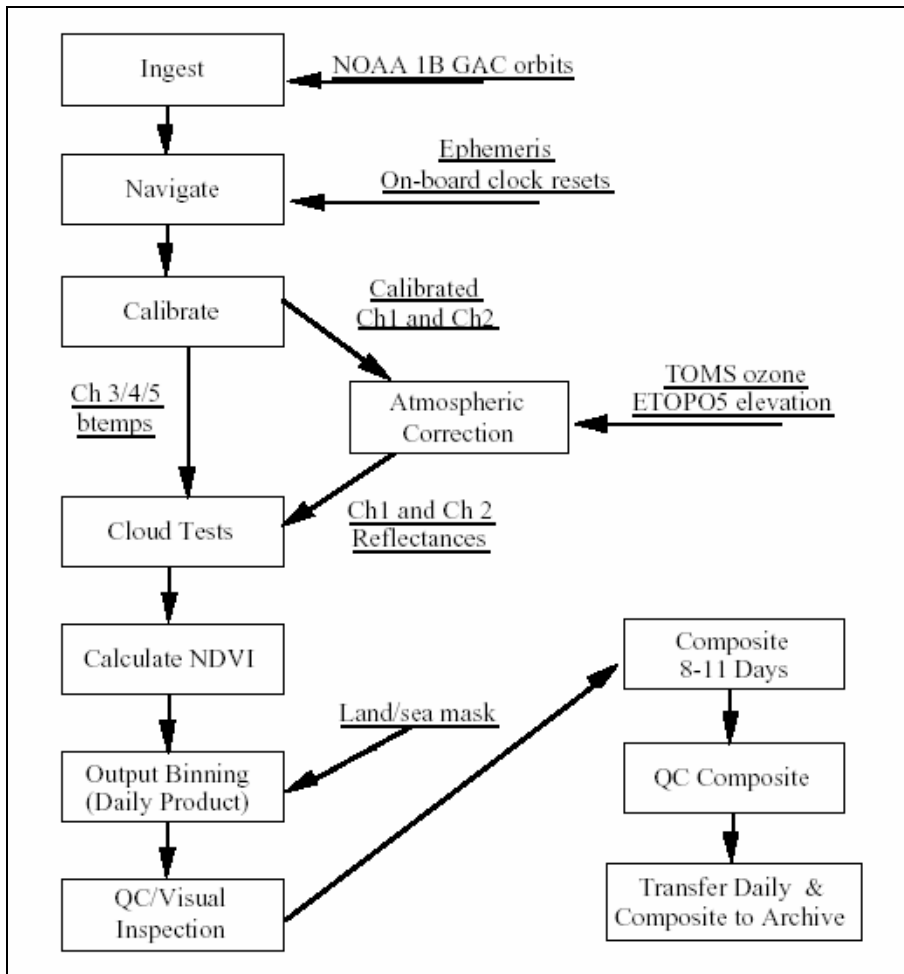 Ingest
NOAA 1B GAC orbits
Navigate
Ephemeris
On-board clock resets
Calibrate
Calibrated
Ch1 and Ch2
Ch 3/4/5
btemps
Atmospheric
Correction
TOMS ozone
ETOPO5 elevation
Cloud Tests
Ch1 and Ch 2
Reflectances
Calculate NDVI
Land/sea mask
Output Binning
(Daily Product)
QC/Visual
Inspection
Composite
8-11 Days
QC Composite
Transfer Daily &
Composite to Archive